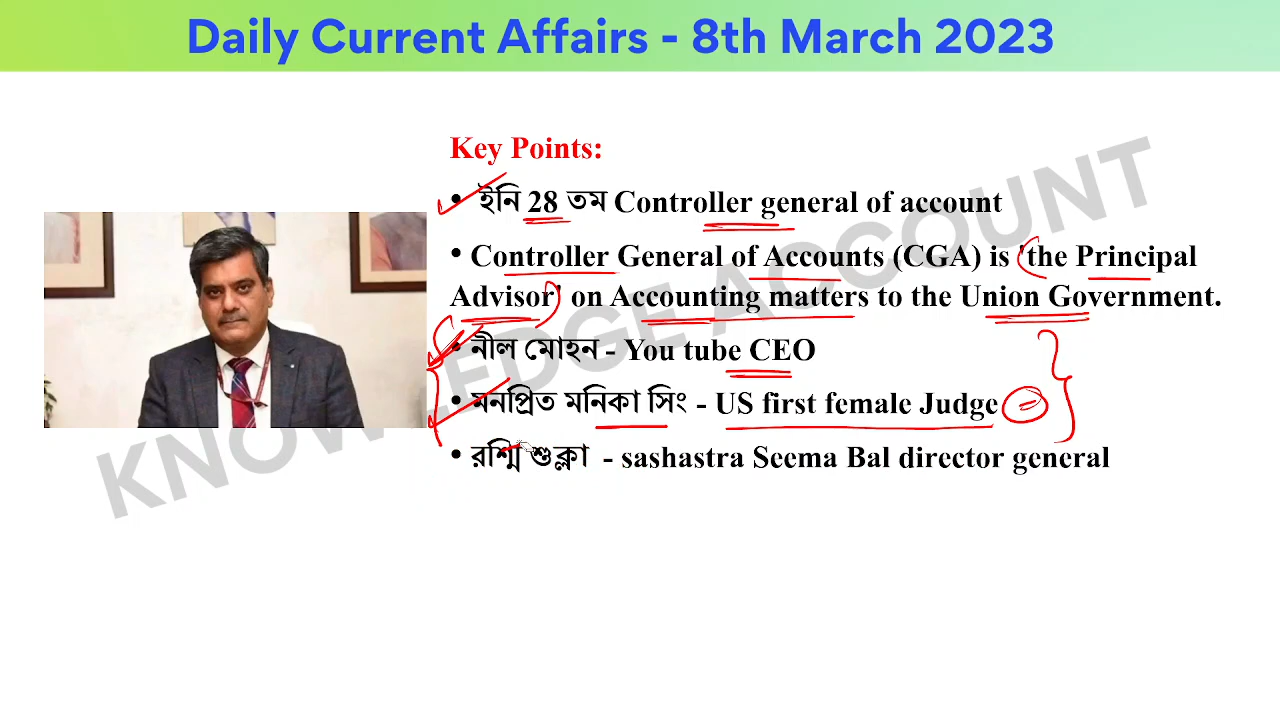 Daily Current Affairs - 8th March 2023
Key Points:
• ইনি 28 তম Controller general of account
• Controller General of Accounts (CGA) is 'the Principal
Advisor' on Accounting matters to the Union Government.
• নীল মোহন - You tube CEO
• মনপ্রিত মনিকা সিং - US first female Judge
• রশ্মি শুক্লা - sashastra Seema Bal director general
KNOWLEDGE ACCOUNT